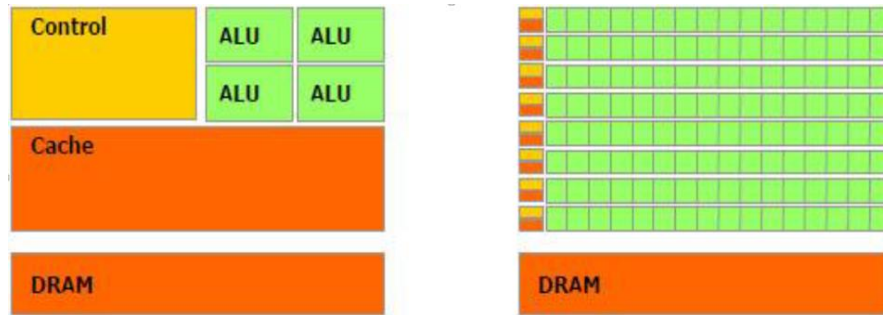 Control
ALU ALU
ALU ALU
Cache
DRAM
DRAM